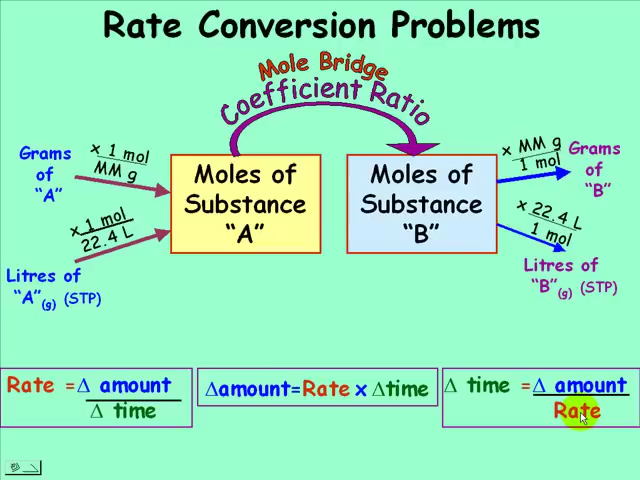 Rate Conversion Problems
Mole Bridge
Coefficient Ratio
Grams
of
“A”
x 1 mol
MM g
x 1 mol
22.4 L
Litres of
“A”(g) (STP)
Moles of
Substance
“A”
Moles of
Substance
“B”
x MM g
1 mol
Grams
of
“B”
x 22.4 L
1 mol
Litres of
“B”(g) (STP)
Rate = Δ amount
Δ time
Δamount=Rate x Δtime
Δ time = Δ amount
Rate